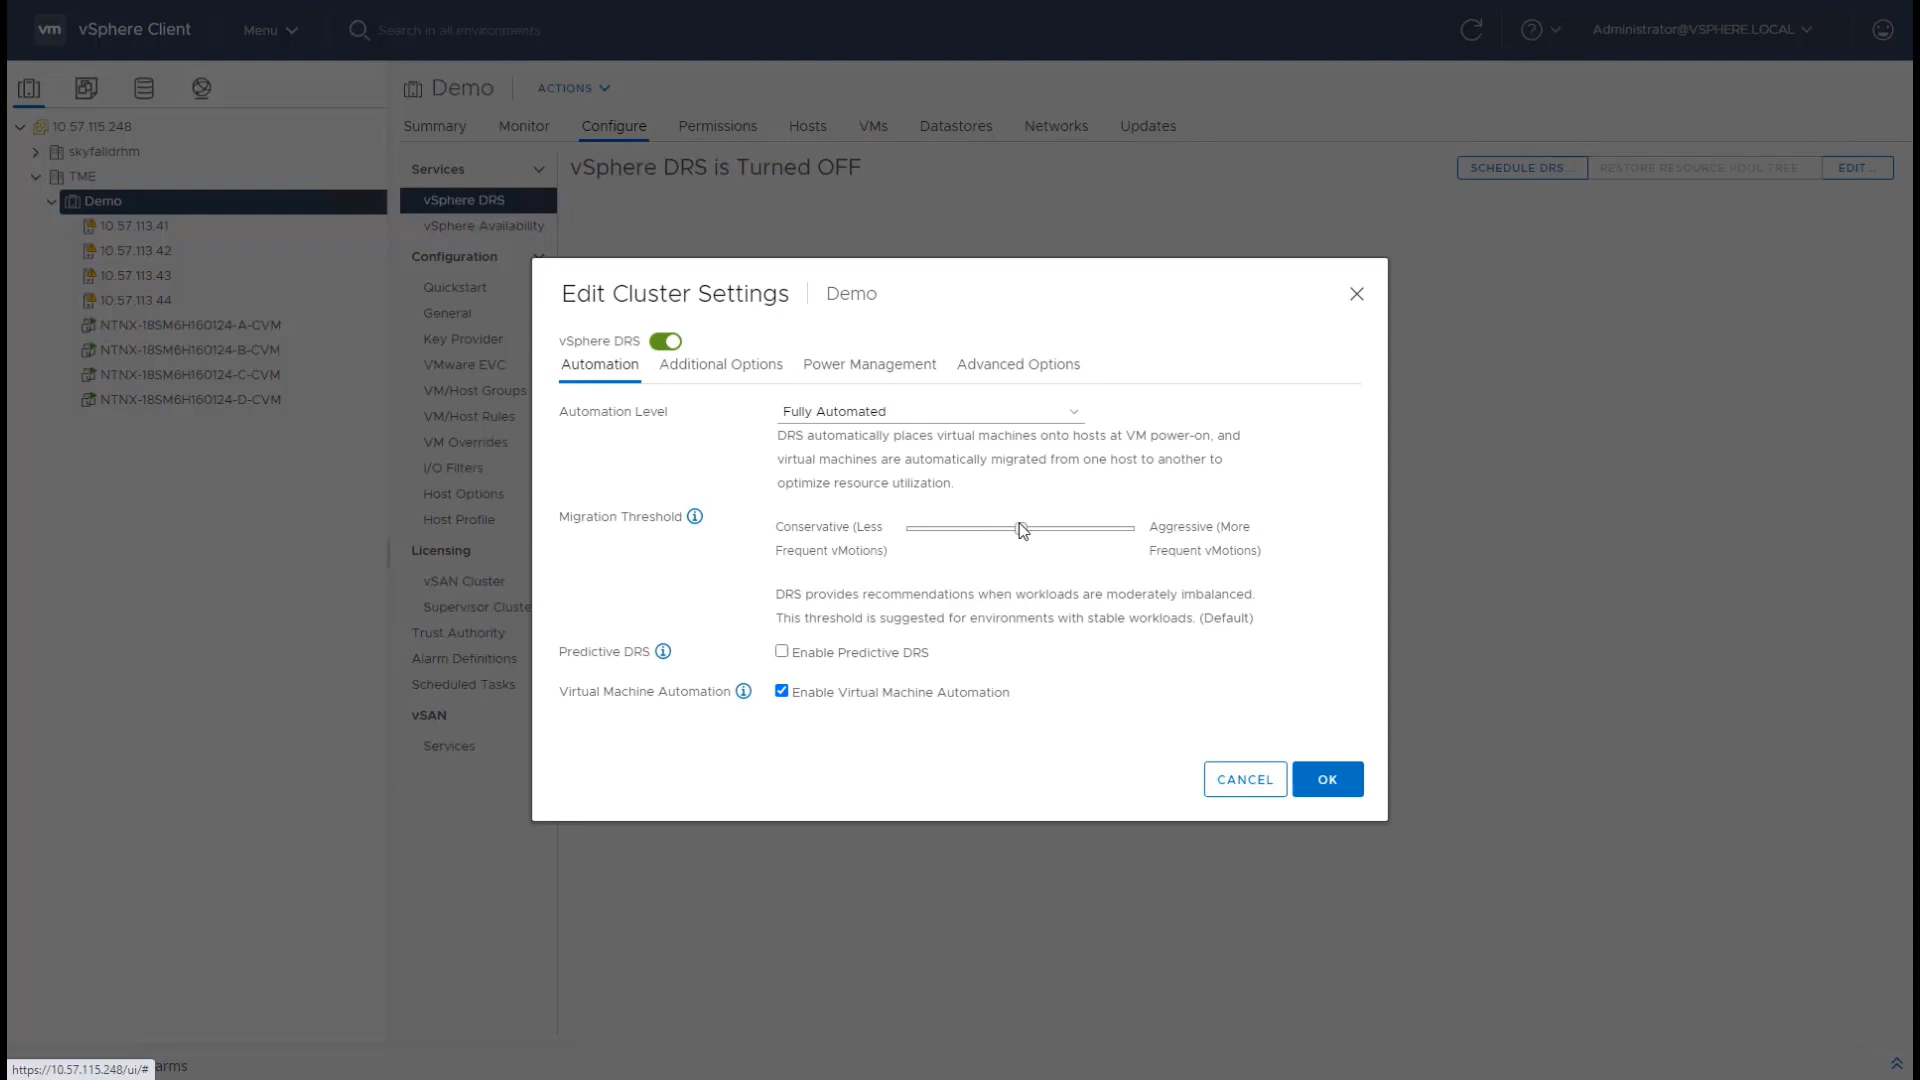 vm vSphere Client Menu Search in all environments Administrator@VSPHERE.LOCAL
10.57.115.248
skyfalldrhm
TME
Demo
10.57.113.41
10.57.113.42
10.57.113.43
10.57.113.44
NTNX-18SM6H160124-A-CVM
NTNX-18SM6H160124-B-CVM
NTNX-18SM6H160124-C-CVM
NTNX-18SM6H160124-D-CVM
Demo ACTIONS
Summary Monitor Configure Permissions Hosts VMs Datastores Networks Updates
Services
vSphere DRS
vSphere Availability
Configuration
Quickstart
General
Key Provider
VMware EVC
VM/Host Groups
VM/Host Rules
VM Overrides
I/O Filters
Host Options
Host Profile
Licensing
vSAN Cluster
Supervisor Cluste
Trust Authority
Alarm Definitions
Scheduled Tasks
vSAN
Services
vSphere DRS is Turned OFF SCHEDULE DRS... RESTORE RESOURCE POOL TREE EDIT...
Edit Cluster Settings Demo
vSphere DRS
Automation Additional Options Power Management Advanced Options
Automation Level Fully Automated
DRS automatically places virtual machines onto hosts at VM power-on, and
virtual machines are automatically migrated from one host to another to
optimize resource utilization.
Migration Threshold
Conservative (Less
Frequent vMotions)
Aggressive (More
Frequent vMotions)
DRS provides recommendations when workloads are moderately imbalanced.
This threshold is suggested for environments with stable workloads. (Default)
Predictive DRS Enable Predictive DRS
Virtual Machine Automation Enable Virtual Machine Automation
CANCEL OK
https://10.57.115.248/ui/# arms